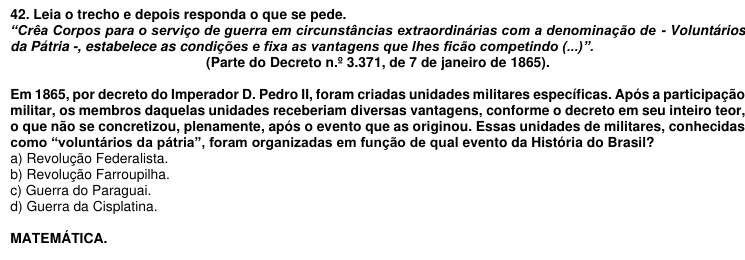 42. Leia o trecho e depois responda o que se pede.
“Crêa Corpos para o serviço de guerra em circunstâncias extraordinárias com a denominação de - Voluntários
da Pátria -, estabelece as condições e fixa as vantagens que lhes ficão competindo (...)”.
(Parte do Decreto n.º 3.371, de 7 de janeiro de 1865).
Em 1865, por decreto do Imperador D. Pedro II, foram criadas unidades militares específicas. Após a participação
militar, os membros daquelas unidades receberiam diversas vantagens, conforme o decreto em seu inteiro teor,
o que não se concretizou, plenamente, após o evento que as originou. Essas unidades de militares, conhecidas
como “voluntários da pátria”, foram organizadas em função de qual evento da História do Brasil?
a) Revolução Federalista.
b) Revolução Farroupilha.
c) Guerra do Paraguai.
d) Guerra da Cisplatina.
MATEMÁTICA.